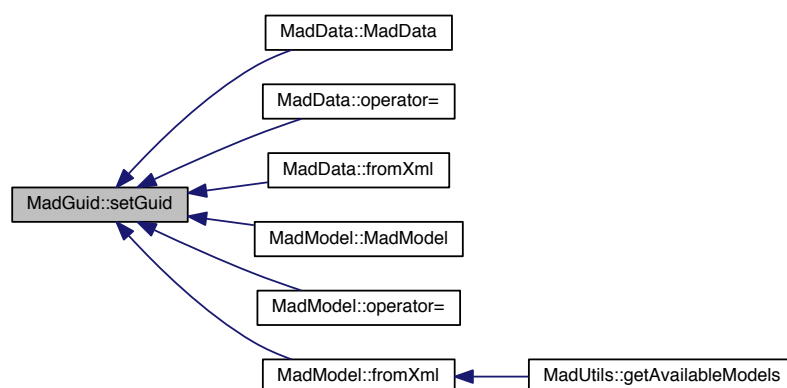 MadData::MadData
MadData::operator=
MadData::fromXml
MadGuid::setGuid
MadModel::MadModel
MadModel::operator=
MadModel::fromXml
MadUtils::getAvailableModels